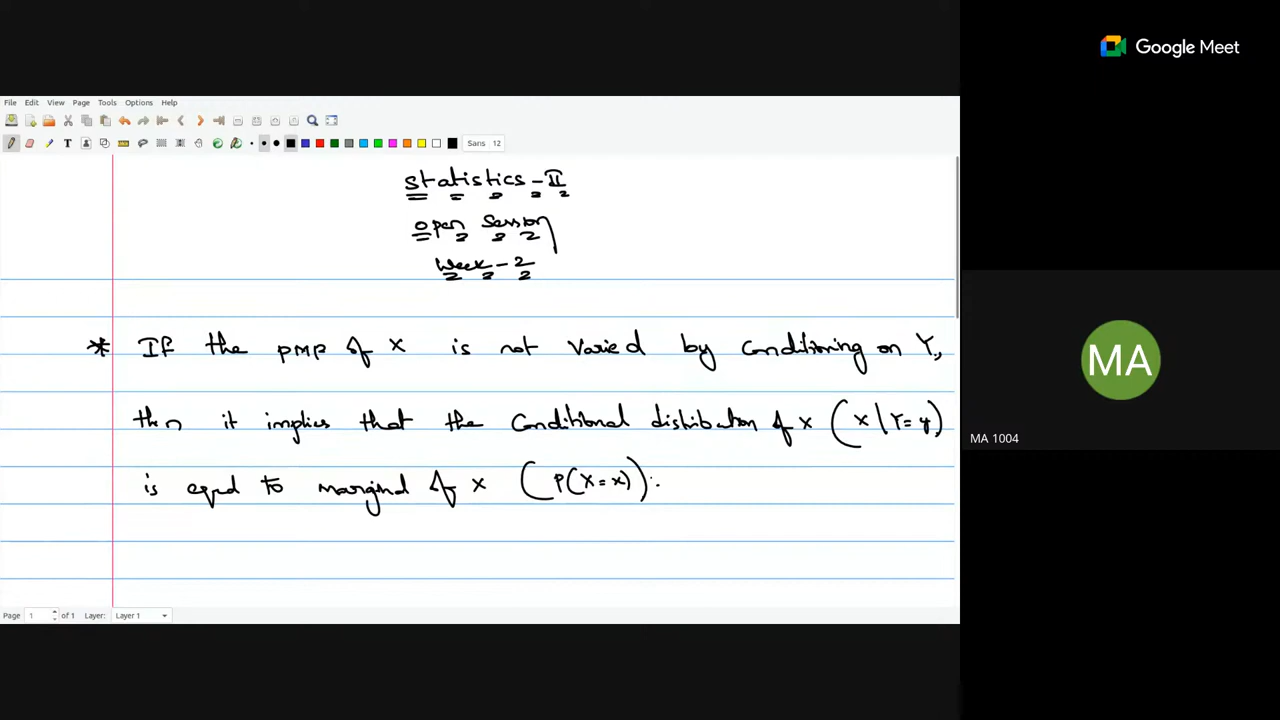 Google Meet
File Edit View Page Tools Options Help
Sans 12
Statistics - II
Open Session
Week - 2
* If the PMF of X is not varied by conditioning on Y,
then it implies that the conditional distribution of X (X | Y = y)
is equal to marginal of X (P(X = x)).
MA
MA 1004
Page 1 of 1 Layer: Layer 1